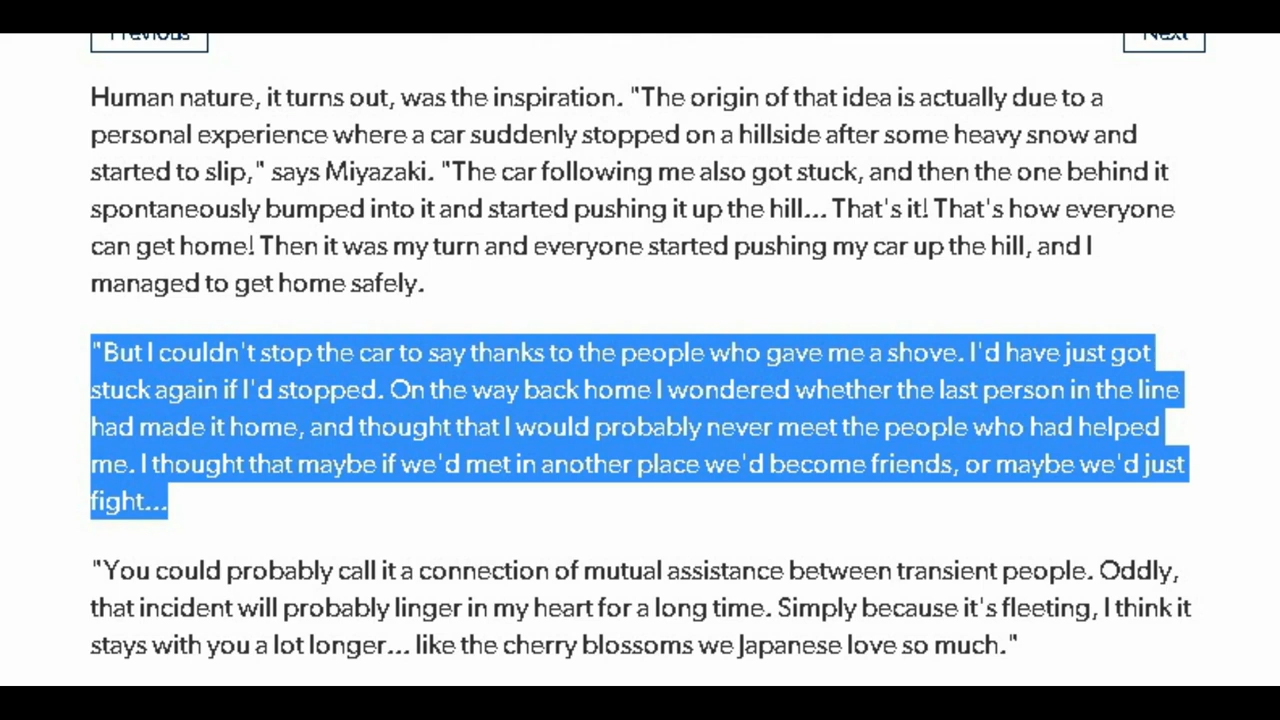 Previous
Next
Human nature, it turns out, was the inspiration. "The origin of that idea is actually due to a
personal experience where a car suddenly stopped on a hillside after some heavy snow and
started to slip," says Miyazaki. "The car following me also got stuck, and then the one behind it
spontaneously bumped into it and started pushing it up the hill... That's it! That's how everyone
can get home! Then it was my turn and everyone started pushing my car up the hill, and I
managed to get home safely.
"But I couldn't stop the car to say thanks to the people who gave me a shove. I'd have just got
stuck again if I'd stopped. On the way back home I wondered whether the last person in the line
had made it home, and thought that I would probably never meet the people who had helped
me. I thought that maybe if we'd met in another place we'd become friends, or maybe we'd just
fight...
"You could probably call it a connection of mutual assistance between transient people. Oddly,
that incident will probably linger in my heart for a long time. Simply because it's fleeting, I think it
stays with you a lot longer... like the cherry blossoms we Japanese love so much."